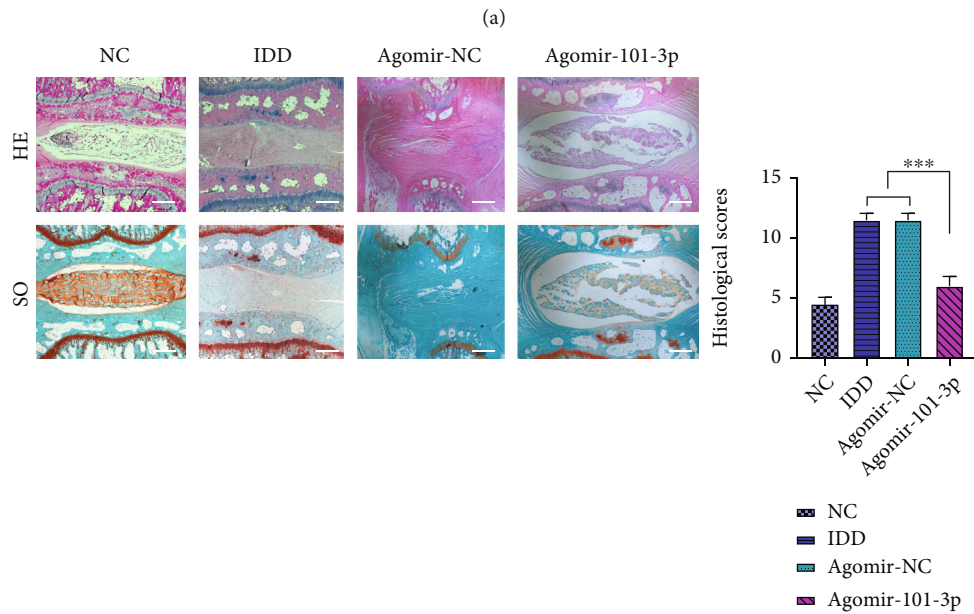 (a)
NC IDD Agomir-NC Agomir-101-3p
HE
SO
***
Histological scores
15
10
5
0
NC
IDD
Agomir-NC
Agomir-101-3p
NC
IDD
Agomir-NC
Agomir-101-3p